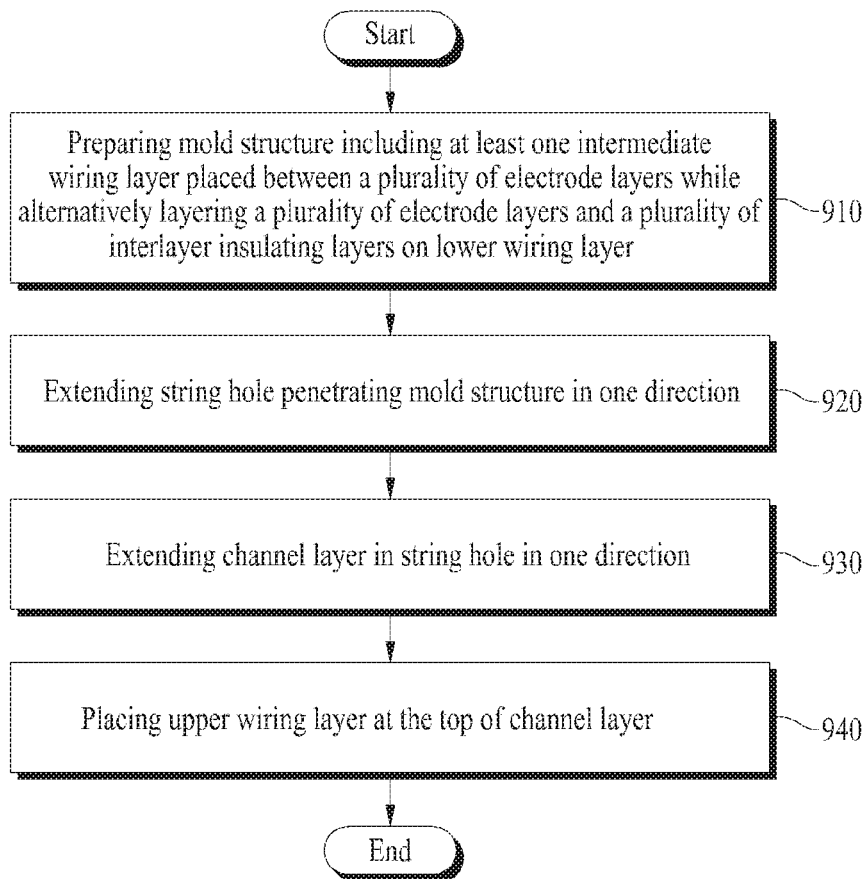 Start
Preparing mold structure including at least one intermediate
wiring layer placed between a plurality of electrode layers while
alternatively layering a plurality of electrode layers and a plurality of
interlayer insulating layers on lower wiring layer
910
Extending string hole penetrating mold structure in one direction
920
Extending channel layer in string hole in one direction
930
Placing upper wiring layer at the top of channel layer
940
End